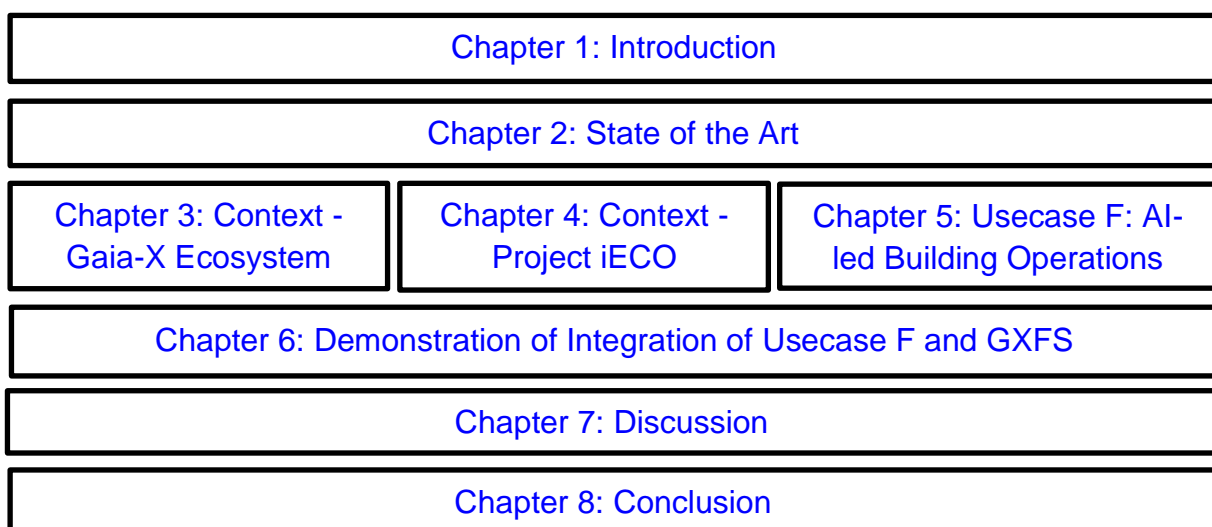 Chapter 1: Introduction
Chapter 2: State of the Art
Chapter 3: Context -
Gaia-X Ecosystem
Chapter 4: Context -
Project iECO
Chapter 5: Usecase F: AI-
led Building Operations
Chapter 6: Demonstration of Integration of Usecase F and GXFS
Chapter 7: Discussion
Chapter 8: Conclusion